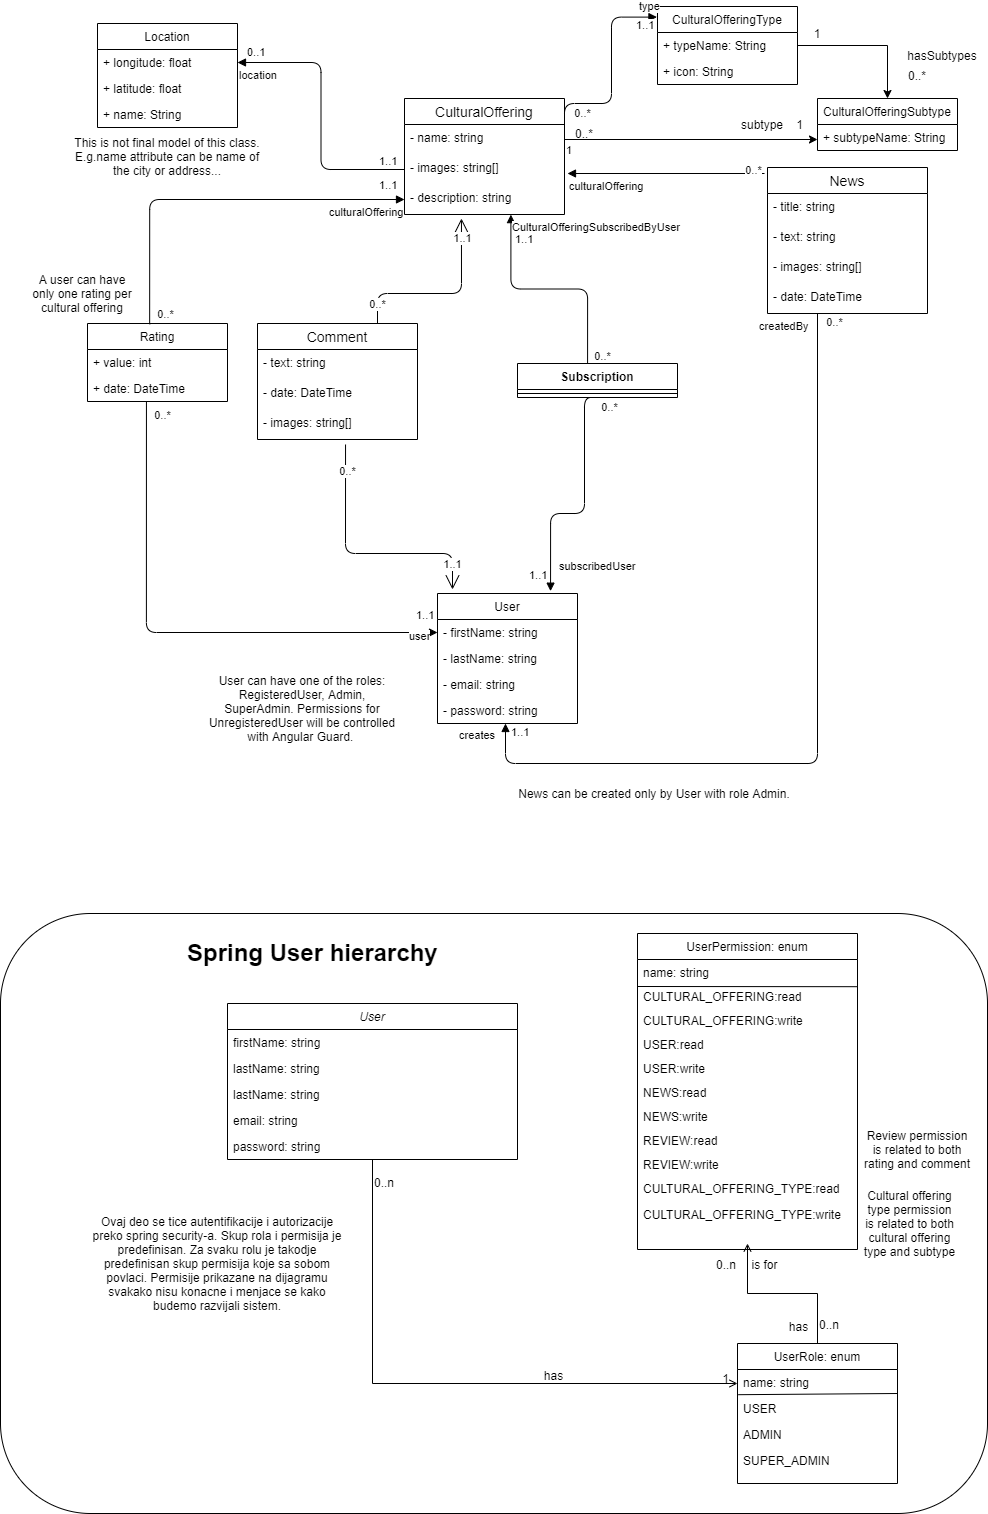 type
1..1
CulturalOfferingType
+ typeName: String
+ icon: String
1
hasSubtypes
0..*
Location
+ longitude: float
+ latitude: float
+ name: String
0..1
location
This is not final model of this class.
E.g.name attribute can be name of
the city or address...
1..1
CulturalOffering
- name: string
- images: string[]
- description: string
0..*
0..*
subtype
1
CulturalOfferingSubtype
+ subtypeName: String
1
culturalOffering
0..*
News
- title: string
- text: string
- images: string[]
- date: DateTime
createdBy
0..*
1..1
culturalOffering
1..1
CulturalOfferingSubscribedByUser
1..1
A user can have
only one rating per
cultural offering
0..*
Rating
+ value: int
+ date: DateTime
0..*
0..*
Comment
- text: string
- date: DateTime
- images: string[]
0..*
0..*
Subscription
0..*
1..1
1..1
subscribedUser
1..1
user
User
- firstName: string
- lastName: string
- email: string
- password: string
creates
1..1
User can have one of the roles:
RegisteredUser, Admin,
SuperAdmin. Permissions for
UnregisteredUser will be controlled
with Angular Guard.
News can be created only by User with role Admin.
Spring User hierarchy
User
firstName: string
lastName: string
lastName: string
email: string
password: string
0..n
UserPermission: enum
name: string
CULTURAL_OFFERING:read
CULTURAL_OFFERING:write
USER:read
USER:write
NEWS:read
NEWS:write
REVIEW:read
REVIEW:write
CULTURAL_OFFERING_TYPE:read
CULTURAL_OFFERING_TYPE:write
Review permission
is related to both
rating and comment
Cultural offering
type permission
is related to both
cultural offering
type and subtype
Ovaj deo se tice autentifikacije i autorizacije
preko spring security-a. Skup rola i permisija je
predefinisan. Za svaku rolu je takodje
predefinisan skup permisija koje sa sobom
povlaci. Permisije prikazane na dijagramu
svakako nisu konacne i menjace se kako
budemo razvijali sistem.
0..n
is for
has
0..n
has
1
UserRole: enum
name: string
USER
ADMIN
SUPER_ADMIN